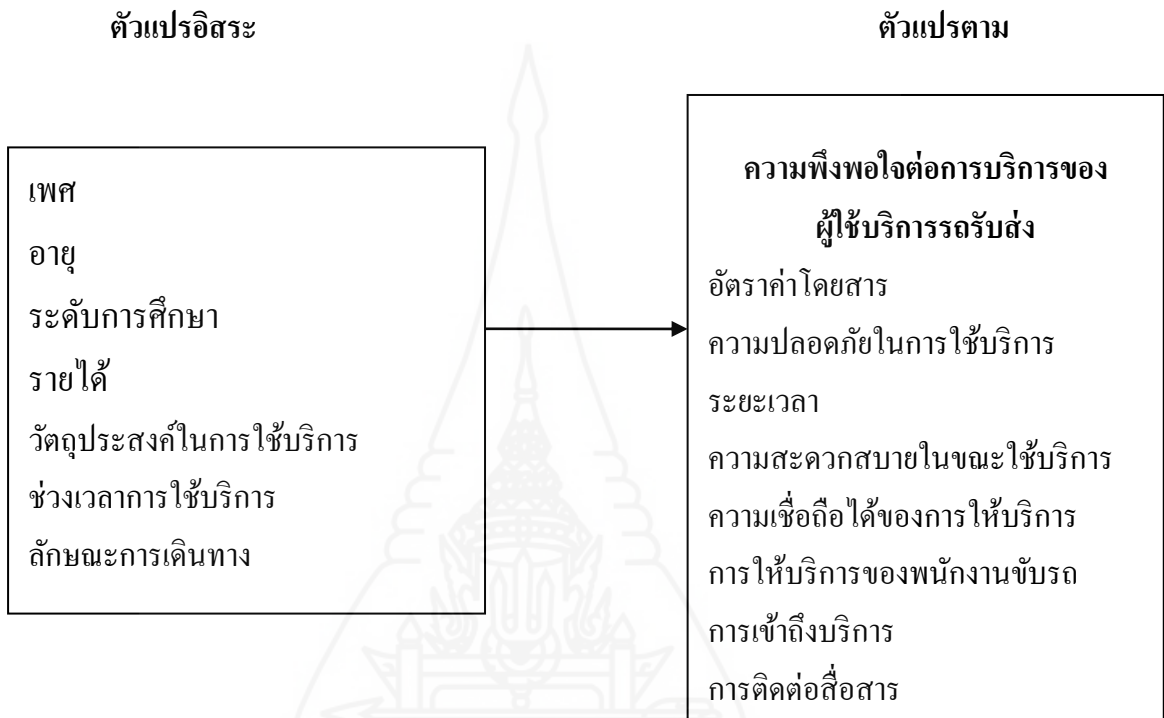 ตัวแปรอิสระ
ตัวแปรตาม
เพศ
อายุ
ระดับการศึกษา
รายได้
วัตถุประสงค์ในการใช้บริการ
ช่วงเวลาการใช้บริการ
ลักษณะการเดินทาง
ความพึงพอใจต่อการบริการของ
ผู้ใช้บริการรถรับส่ง
อัตราค่าโดยสาร
ความปลอดภัยในการใช้บริการ
ระยะเวลา
ความสะดวกสบายในขณะใช้บริการ
ความเชื่อถือได้ของการให้บริการ
การให้บริการของพนักงานขับรถ
การเข้าถึงบริการ
การติดต่อสื่อสาร